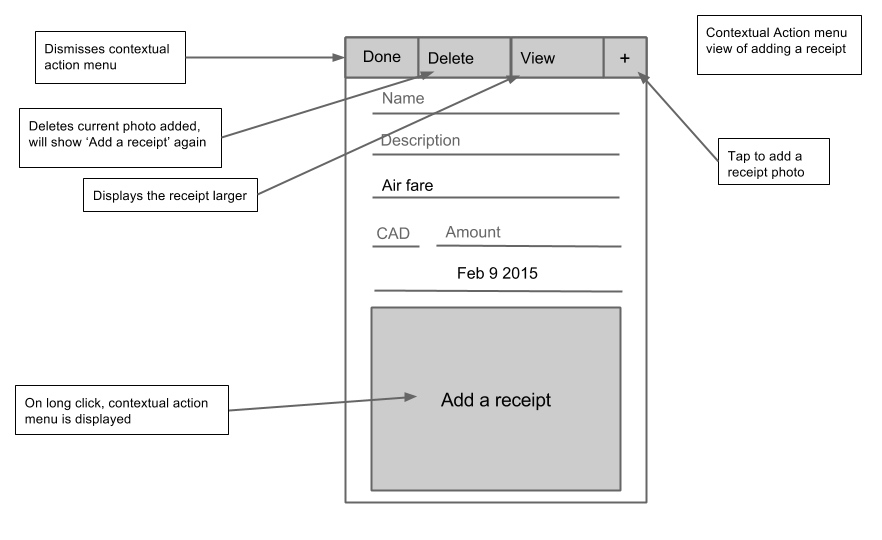 Contextual Action menu
view of adding a receipt
Dismisses contextual
action menu
Done
Delete
View
+
Name
Deletes current photo added,
will show ‘Add a receipt’ again
Description
Tap to add a
receipt photo
Displays the receipt larger
Air fare
CAD
Amount
Feb 9 2015
On long click, contextual action
menu is displayed
Add a receipt